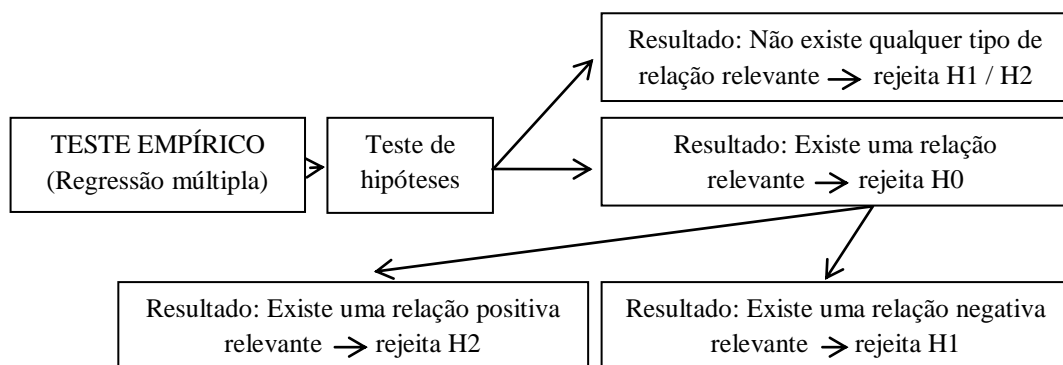 Resultado: Não existe qualquer tipo de
relação relevante → rejeita H1 / H2
TESTE EMPÍRICO
(Regressão múltipla)
Teste de
hipóteses
Resultado: Existe uma relação
relevante → rejeita H0
Resultado: Existe uma relação positiva
relevante → rejeita H2
Resultado: Existe uma relação negativa
relevante → rejeita H1